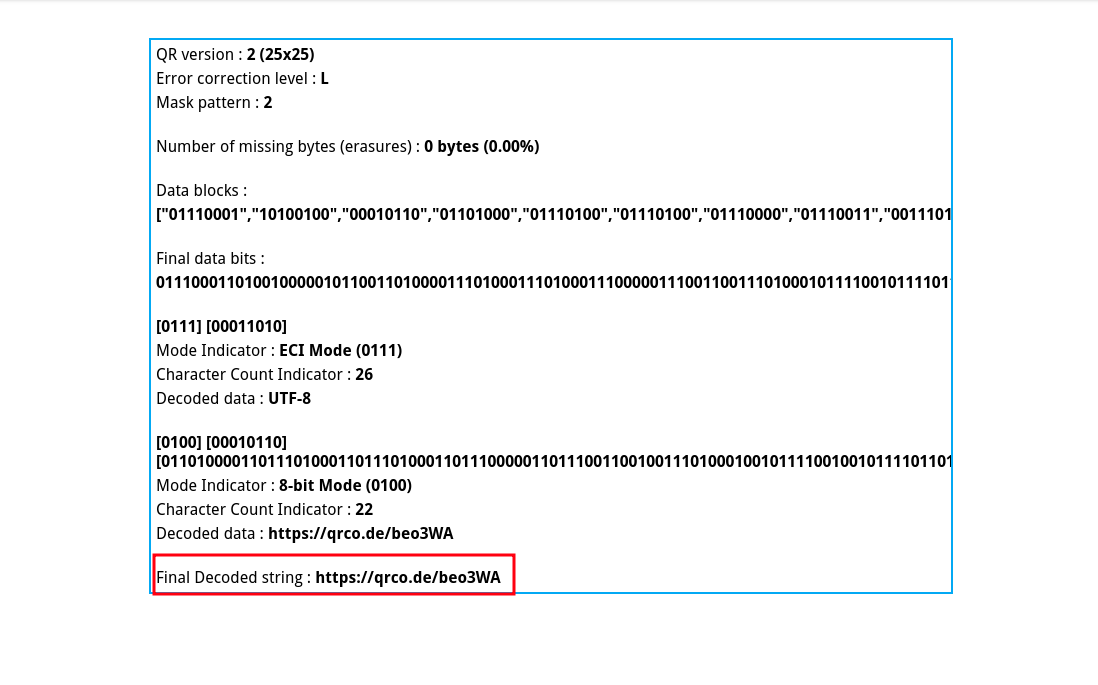 QR version : 2 (25x25)
Error correction level : L
Mask pattern : 2
Number of missing bytes (erasures) : 0 bytes (0.00%)
Data blocks :
["01110001","10100100","00010110","01101000","01110100","01110100","01110000","01110011","0011101
Final data bits :
011100011010010000010110011010000111010001110100011100000111001100111010001011110010111101
[0111] [00011010]
Mode Indicator : ECI Mode (0111)
Character Count Indicator : 26
Decoded data : UTF-8
[0100] [00010110]
[011010000110111010001101110100011011100000110111001100100111010001001011110010010111101101
Mode Indicator : 8-bit Mode (0100)
Character Count Indicator : 22
Decoded data : https://qrco.de/beo3WA
Final Decoded string : https://qrco.de/beo3WA